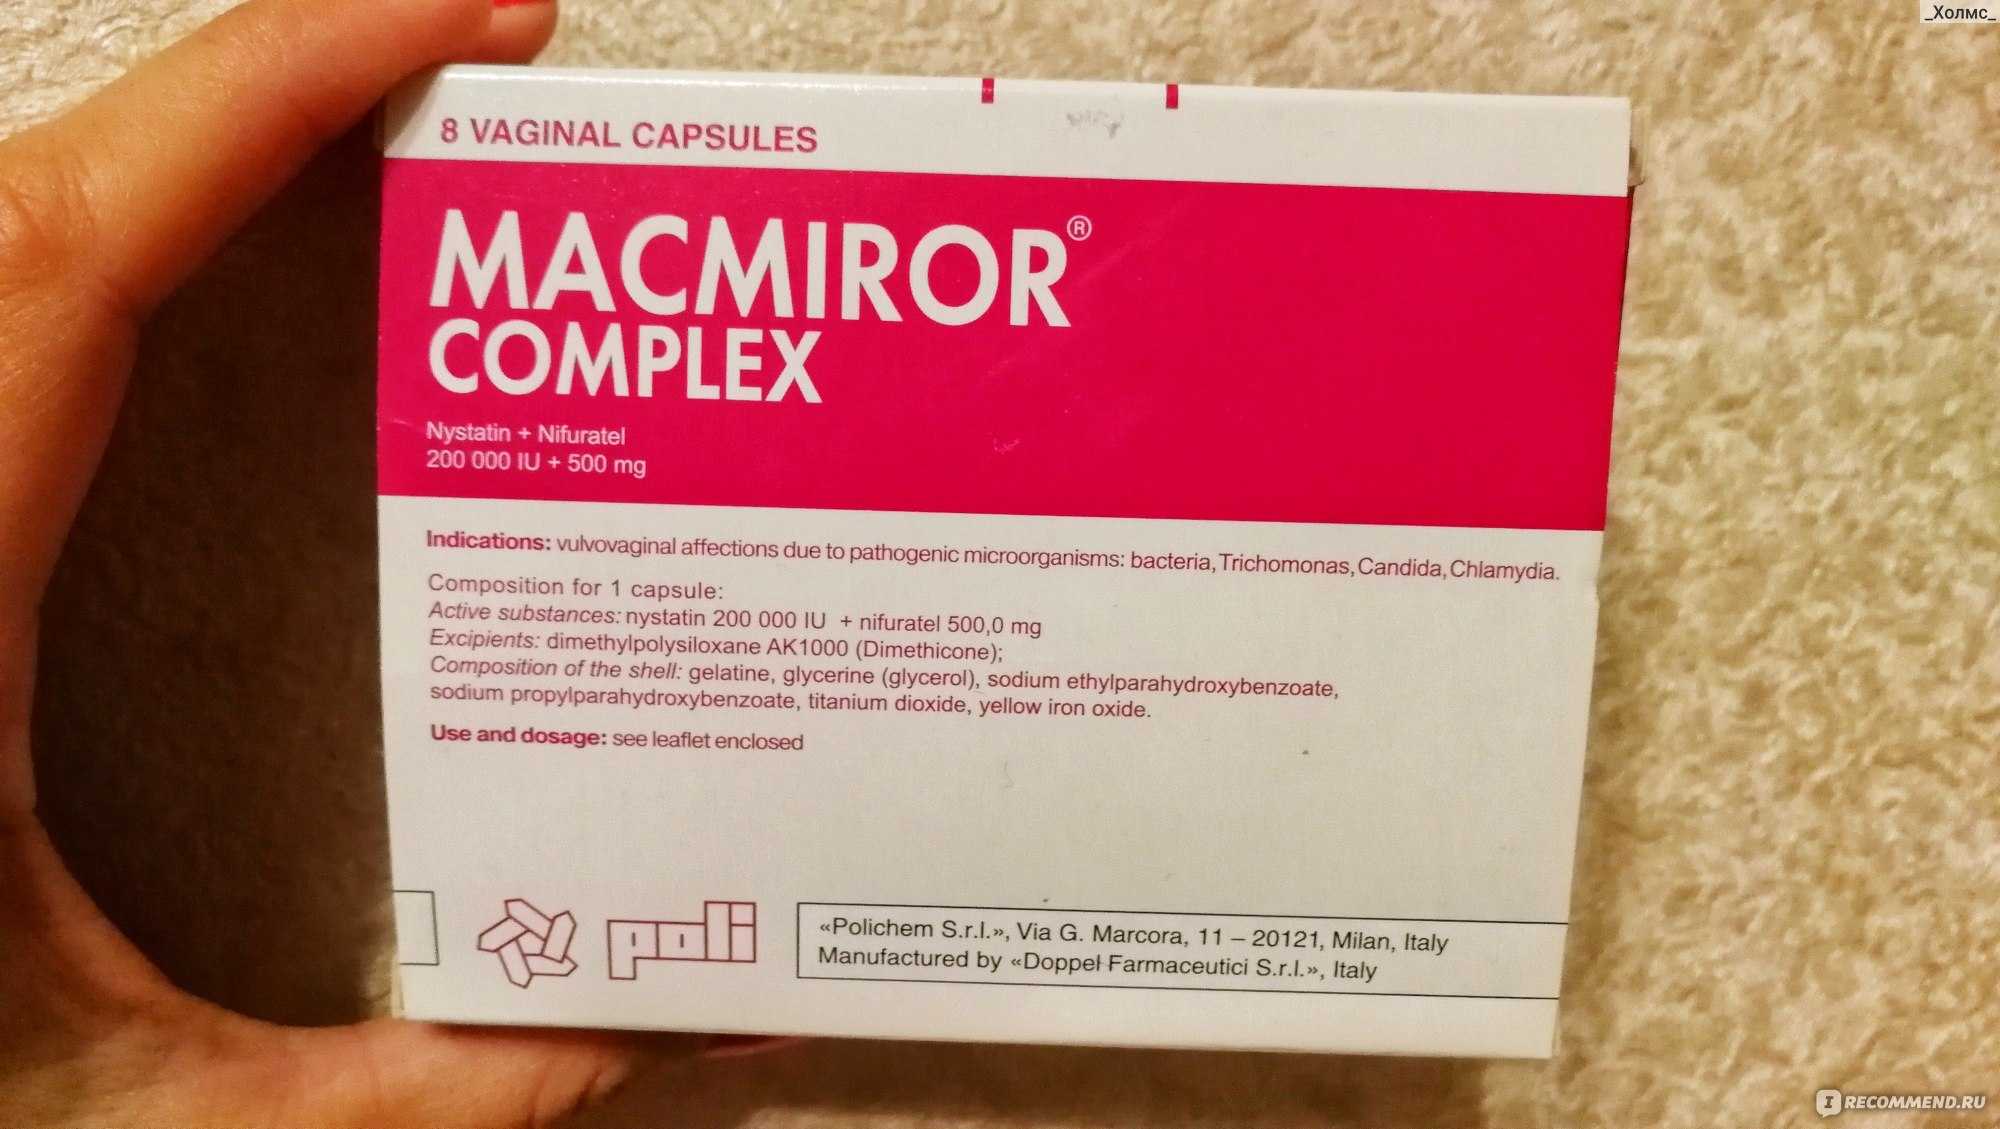 _Холмс_
8 VAGINAL CAPSULES
MACMIROR®
COMPLEX
Nystatin + Nifuratel
200 000 IU + 500 mg
Indications: vulvovaginal affections due to pathogenic microorganisms: bacteria, Trichomonas, Candida, Chlamydia.
Composition for 1 capsule:
Active substances: nystatin 200 000 IU + nifuratel 500,0 mg
Excipients: dimethylpolysiloxane AK1000 (Dimethicone);
Composition of the shell: gelatine, glycerine (glycerol), sodium ethylparahydroxybenzoate,
sodium propylparahydroxybenzoate, titanium dioxide, yellow iron oxide.
Use and dosage: see leaflet enclosed
poli
«Polichem S.r.l.», Via G. Marcora, 11 – 20121, Milan, Italy
Manufactured by «Doppel Farmaceutici S.r.l.», Italy
I RECOMMEND.RU